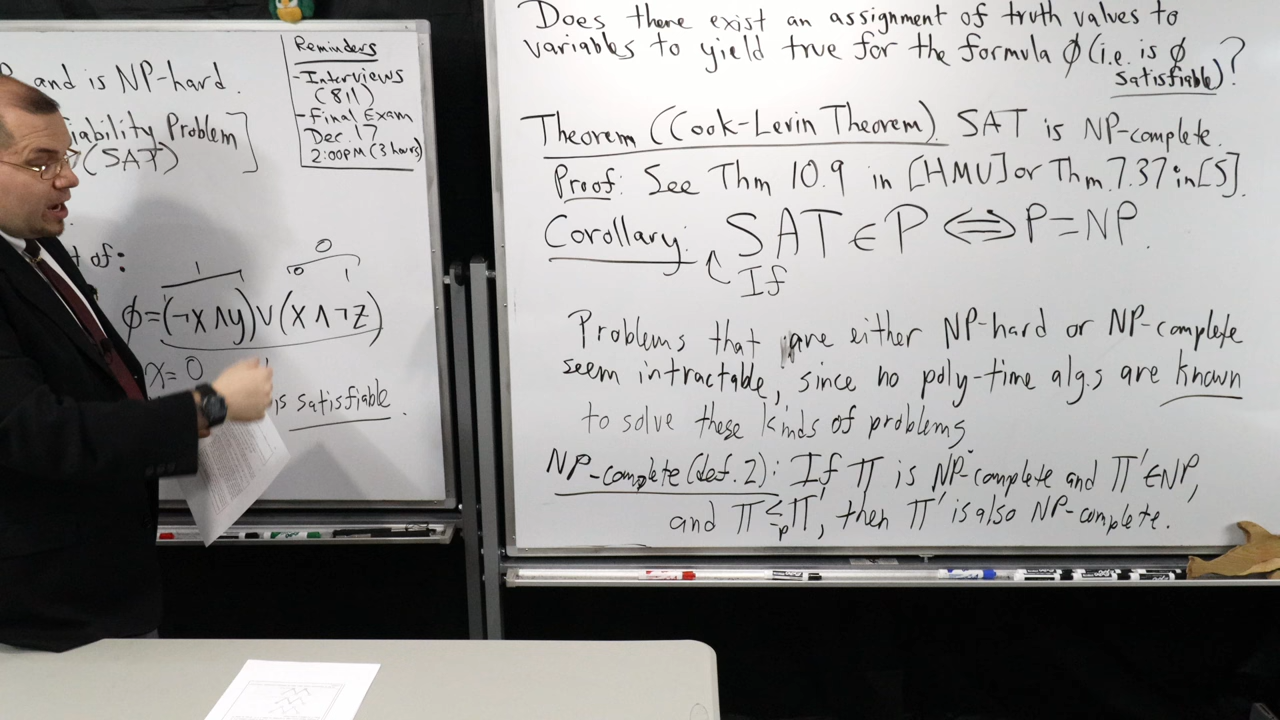 and is NP-hard.
iability Problem]
(SAT)
t of:
1
0
0 1
ϕ=(¬x∧y)∨(x∧¬z)
x=0
is satisfiable.
Reminders
-Interviews
(811)
-Final Exam
Dec. 17
2:00PM (3 hours)
Does there exist an assignment of truth values to
variables to yield true for the formula ϕ (i.e. is ϕ
satisfiable)?
Theorem (Cook-Levin Theorem). SAT is NP-complete.
Proof: See Thm 10.9 in [HMU] or Thm 7.37 in [S].
Corollary: SAT ∈ P ⟺ P=NP.
If
Problems that are either NP-hard or NP-complete
seem intractable, since no poly-time algs are known
to solve these kinds of problems
NP-complete (def. 2): If Π is NP-complete and Π'∈NP,
and Π ≤p Π', then Π' is also NP-complete.